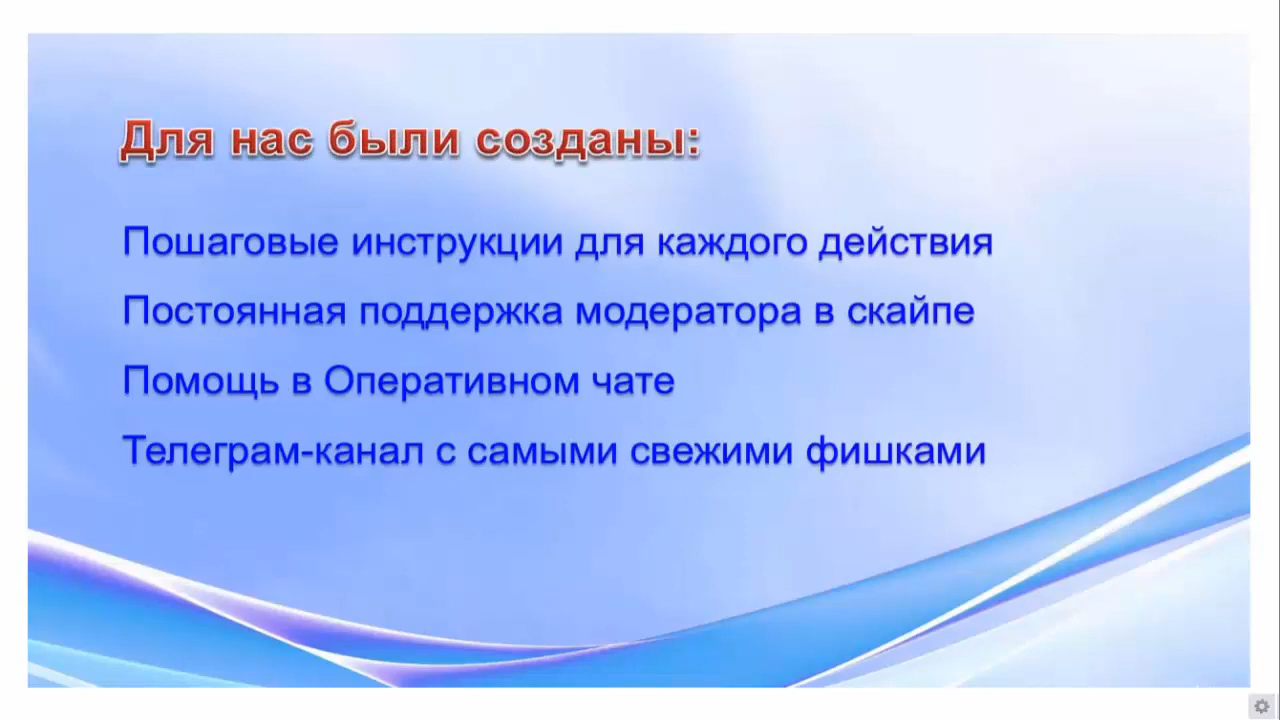 Для нас были созданы:
Пошаговые инструкции для каждого действия
Постоянная поддержка модератора в скайпе
Помощь в Оперативном чате
Телеграм-канал с самыми свежими фишками